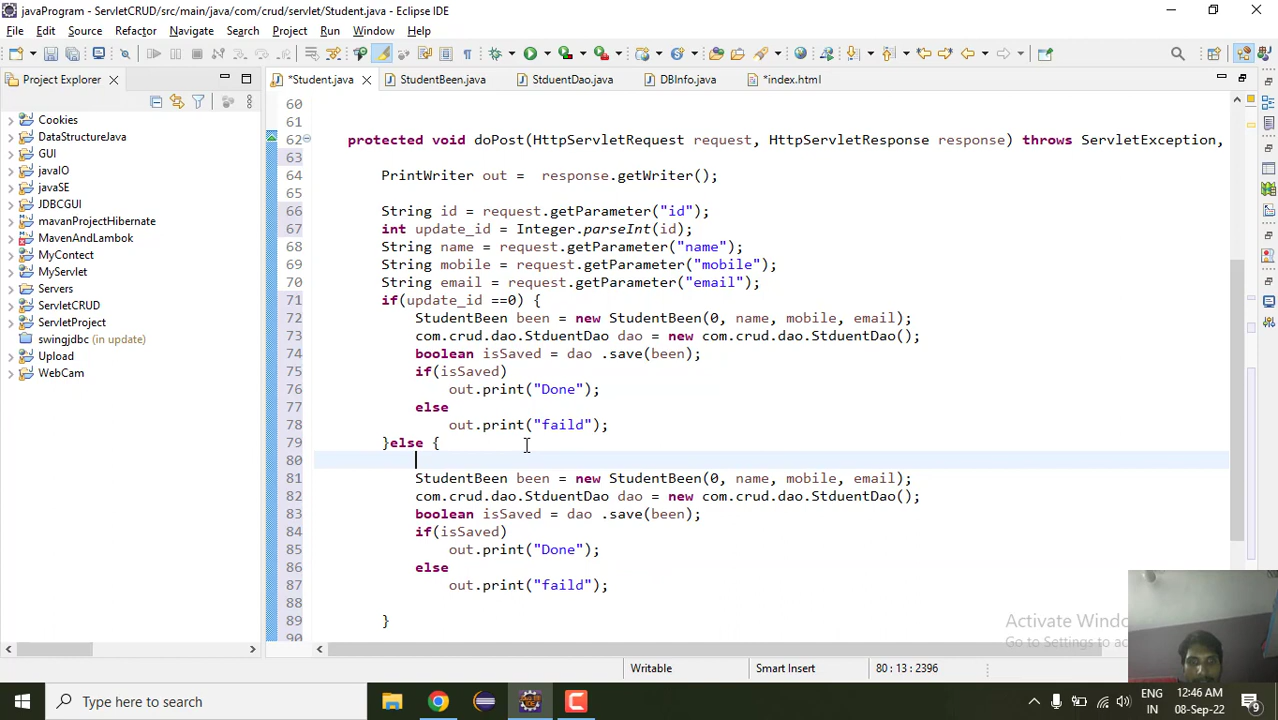 javaProgram - ServletCRUD/src/main/java/com/crud/servlet/Student.java - Eclipse IDE
File Edit Source Refactor Navigate Search Project Run Window Help
Project Explorer
*Student.java
StudentBeen.java
StduentDao.java
DBInfo.java
*index.html
Cookies
DataStructureJava
GUI
javaIO
javaSE
JDBCGUI
mavanProjectHibernate
MavenAndLambok
MyContect
MyServlet
Servers
ServletCRUD
ServletProject
swingjdbc (in update)
Upload
WebCam
60
61
62 protected void doPost(HttpServletRequest request, HttpServletResponse response) throws ServletException,
63
64 PrintWriter out = response.getWriter();
65
66 String id = request.getParameter("id");
67 int update_id = Integer.parseInt(id);
68 String name = request.getParameter("name");
69 String mobile = request.getParameter("mobile");
70 String email = request.getParameter("email");
71 if(update_id ==0) {
72 StudentBeen been = new StudentBeen(0, name, mobile, email);
73 com.crud.dao.StduentDao dao = new com.crud.dao.StduentDao();
74 boolean isSaved = dao .save(been);
75 if(isSaved)
76 out.print("Done");
77 else
78 out.print("faild");
79 }else {
80
81 StudentBeen been = new StudentBeen(0, name, mobile, email);
82 com.crud.dao.StduentDao dao = new com.crud.dao.StduentDao();
83 boolean isSaved = dao .save(been);
84 if(isSaved)
85 out.print("Done");
86 else
87 out.print("faild");
88
89 }
90
Activate Windo
Go to Settings to ac
Writable
Smart Insert
80 : 13 : 2396
Type here to search
ENG
IN
12:46 AM
08-Sep-22
9